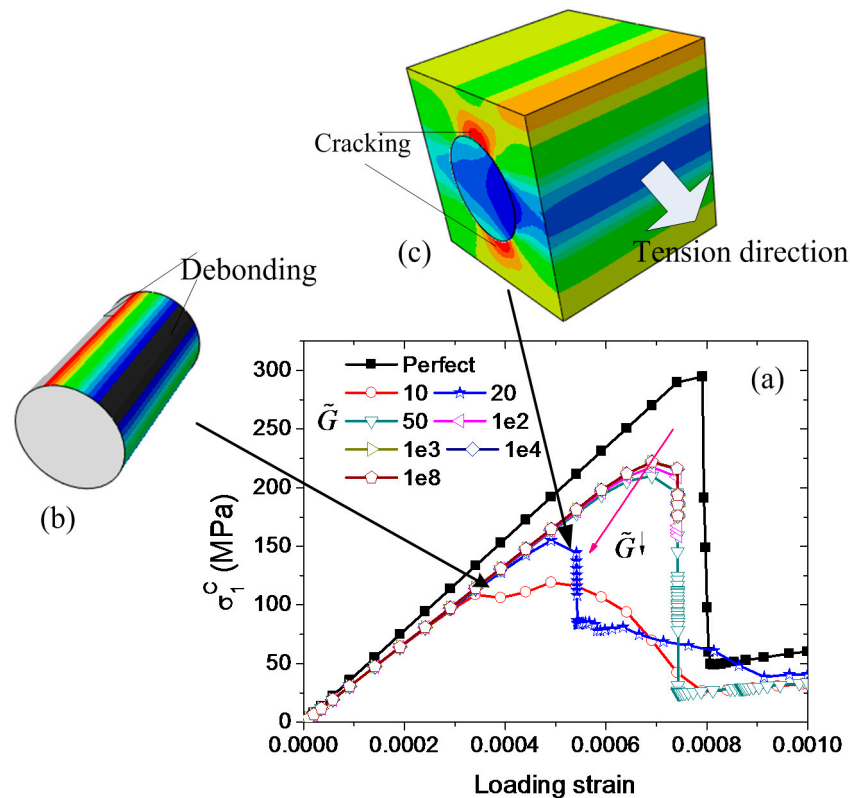 Cracking
(c)
Tension direction
Debonding
(b)
(a)
Perfect
10 20
G̃ 50 1e2
1e3 1e4
1e8
G̃↓
σ₁ᶜ (MPa)
300
250
200
150
100
50
0
0.0000 0.0002 0.0004 0.0006 0.0008 0.0010
Loading strain